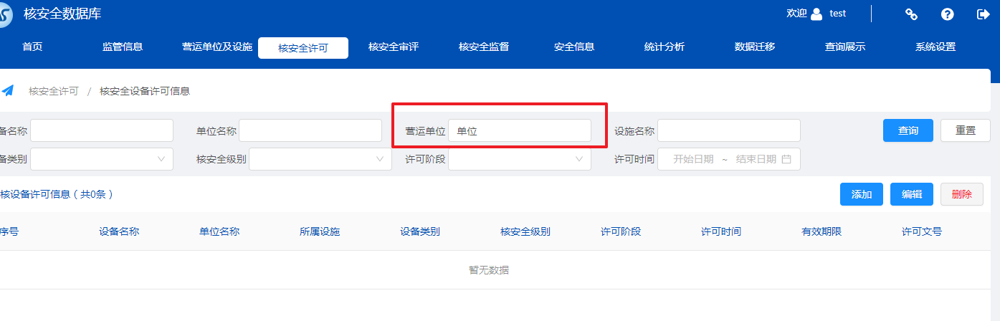 核安全数据库
欢迎 test
首页 监管信息 营运单位及设施 核安全许可 核安全审评 核安全监督 安全信息 统计分析 数据迁移 查询展示 系统设置
核安全许可 / 核安全设备许可信息
备名称 单位名称 营运单位 单位 设施名称 查询 重置
备类别 核安全级别 许可阶段 许可时间 开始日期 ~ 结束日期
核设备许可信息（共0条） 添加 编辑 删除
序号 设备名称 单位名称 所属设施 设备类别 核安全级别 许可阶段 许可时间 有效期限 许可文号
暂无数据